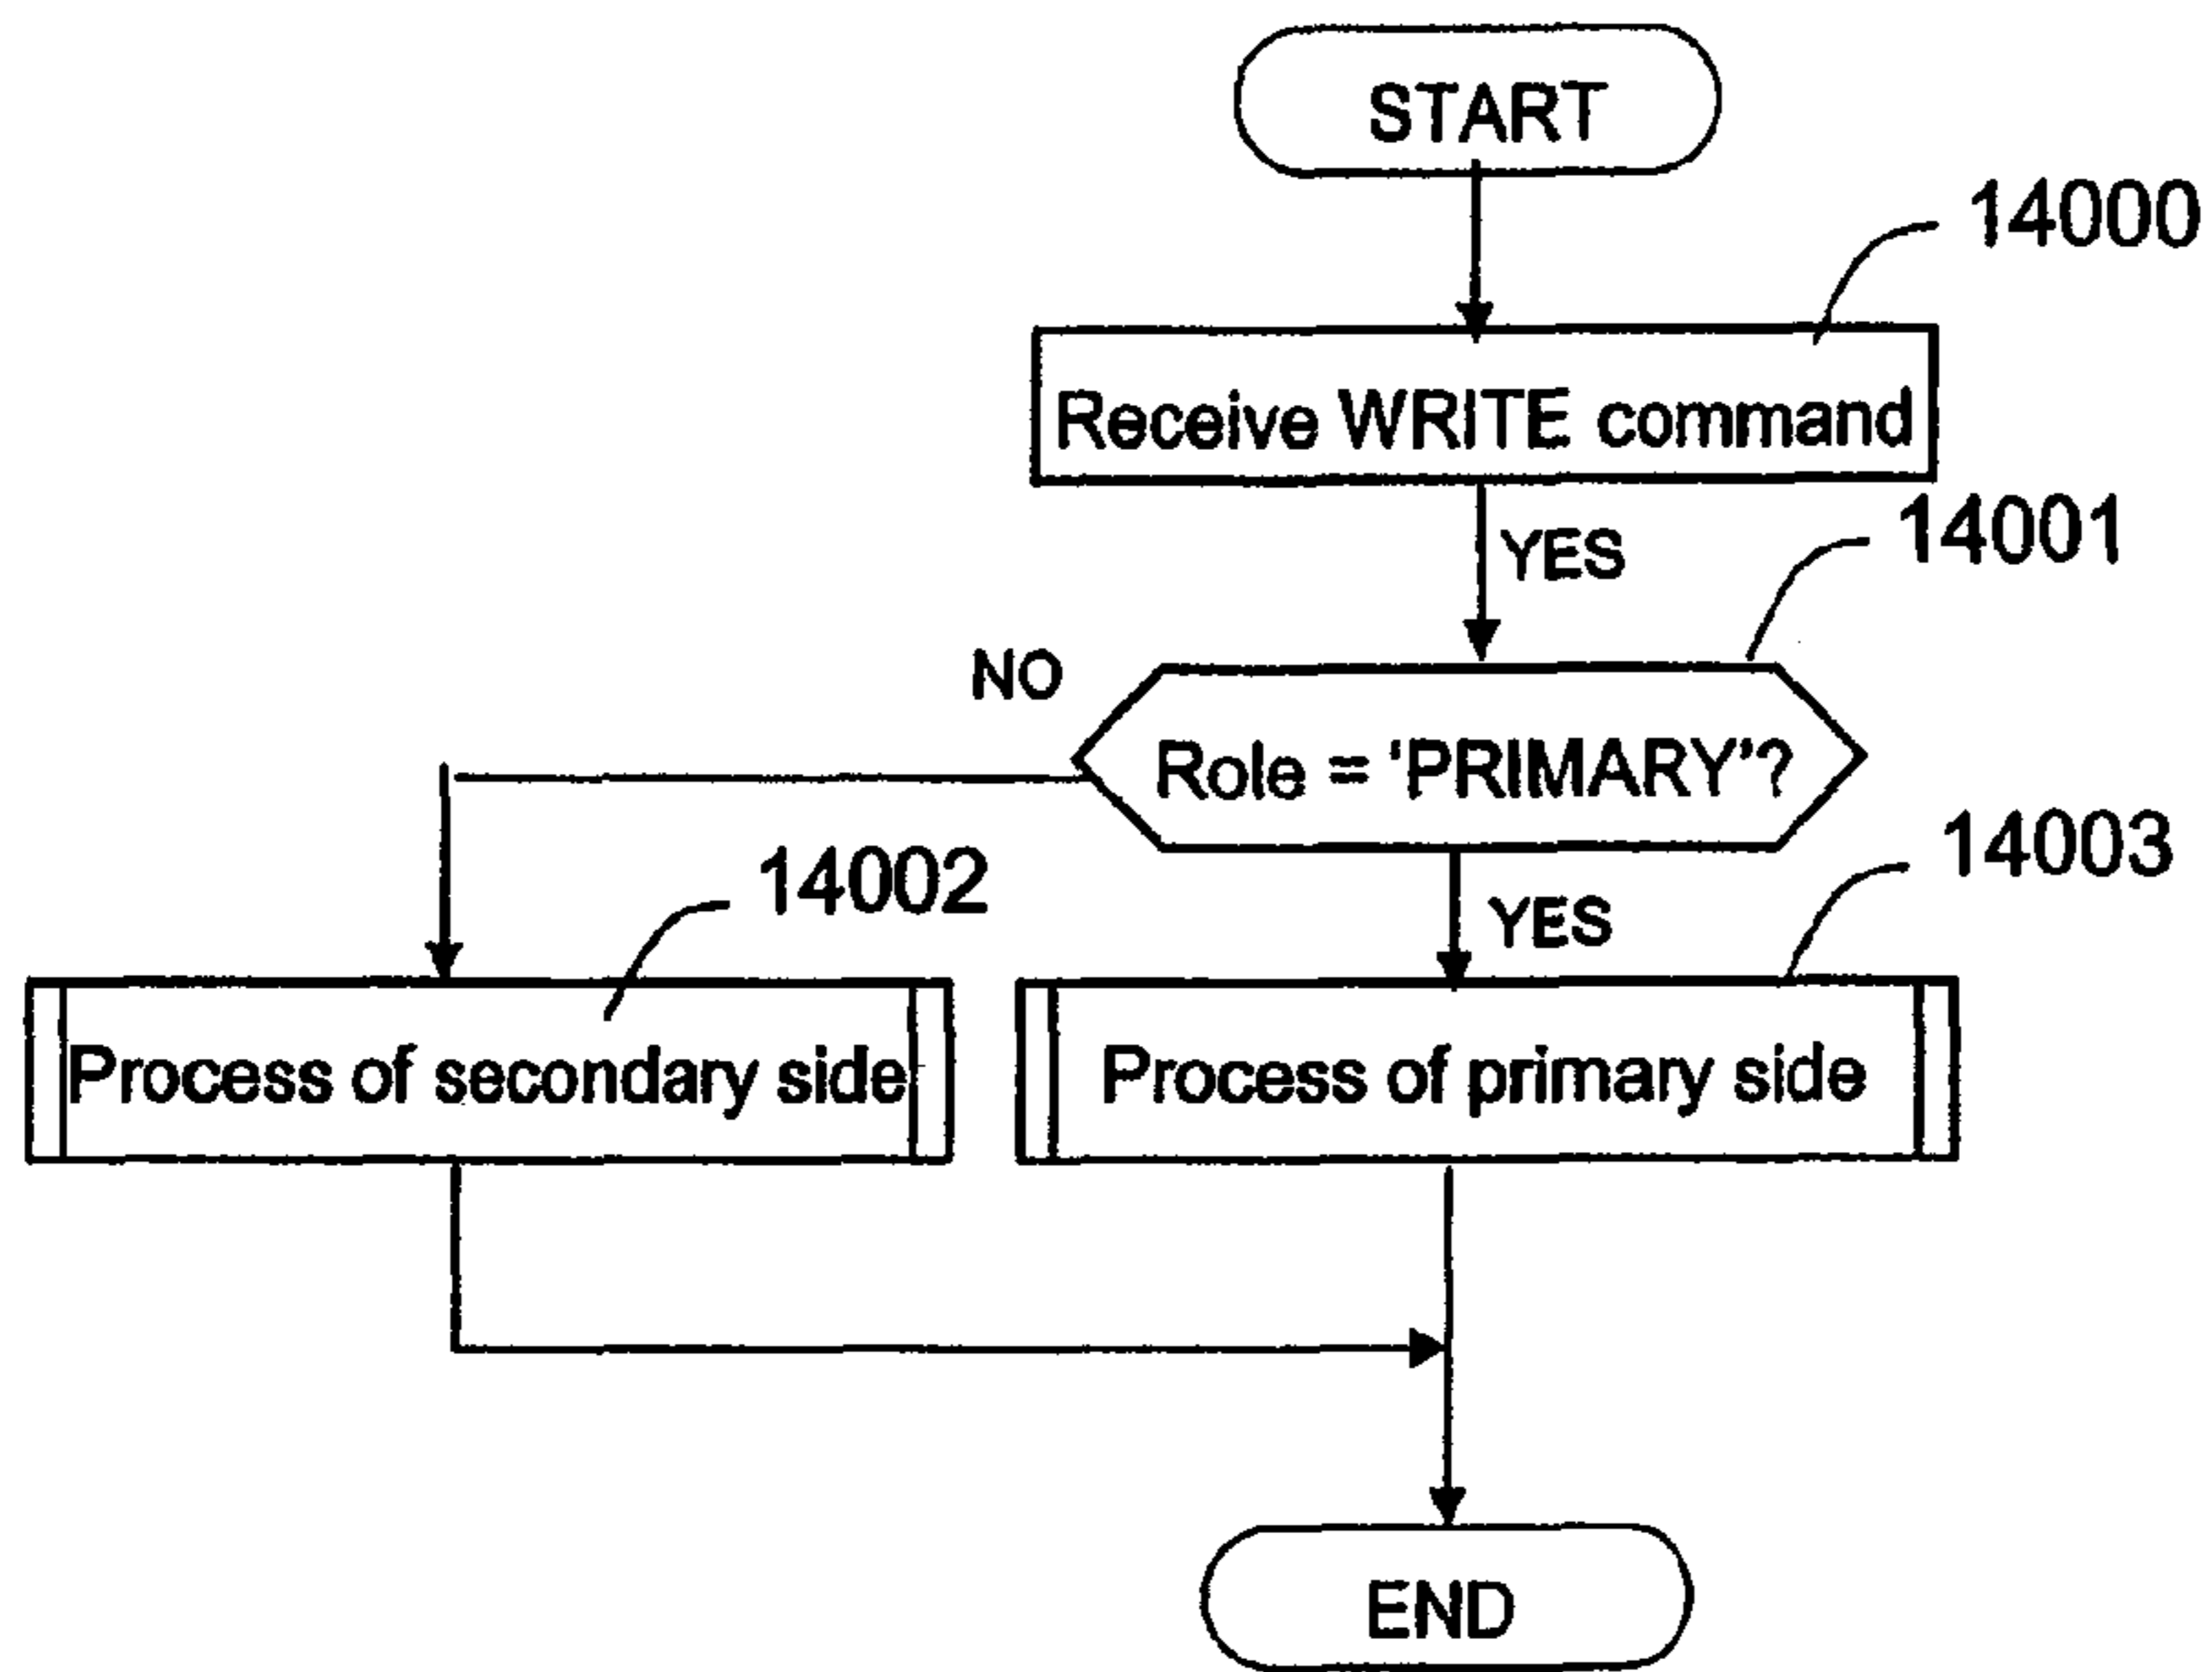 START
14000
Receive WRITE command
YES
14001
NO
Role = ‘PRIMARY’?
14002
14003
YES
Process of secondary side
Process of primary side
END